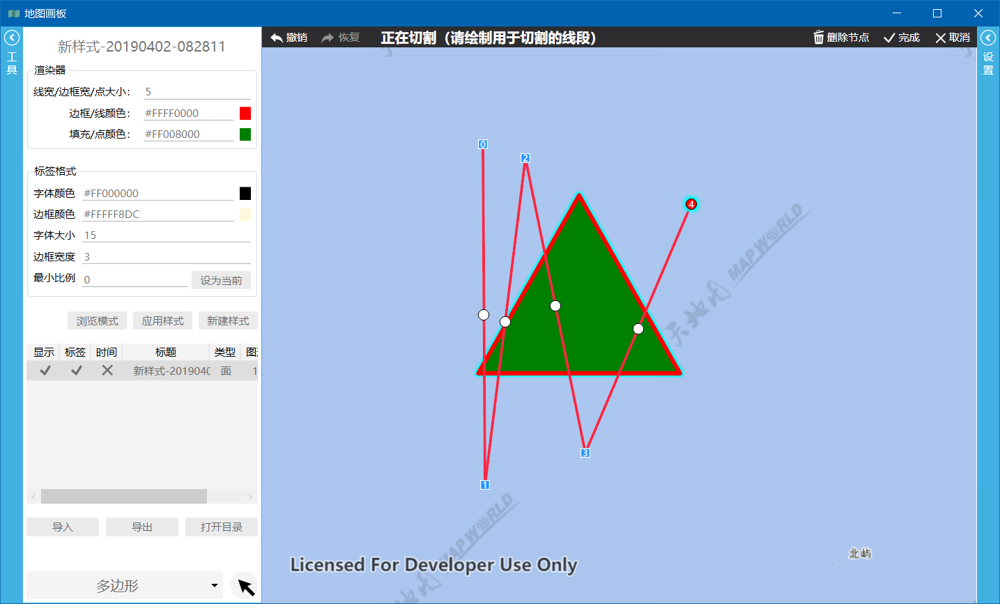 地图画板
工具
新样式-20190402-082811
渲染器
线宽/边框宽/点大小: 5
边框/线颜色: #FFFF0000
填充/点颜色: #FF008000
标签格式
字体颜色 #FF000000
边框颜色 #FFFFF8DC
字体大小 15
边框宽度 3
最小比例 0 设为当前
浏览模式 应用样式 新建样式
显示 标签 时间 标题 类型 图
新样式-2019040 面 1
导入 导出 打开目录
多边形
撤销 恢复 正在切割（请绘制用于切割的线段） 删除节点 完成 取消
设置
0
2
4
3
1
天地图 MAPWORLD
MAPWORLD
Licensed For Developer Use Only
北屿